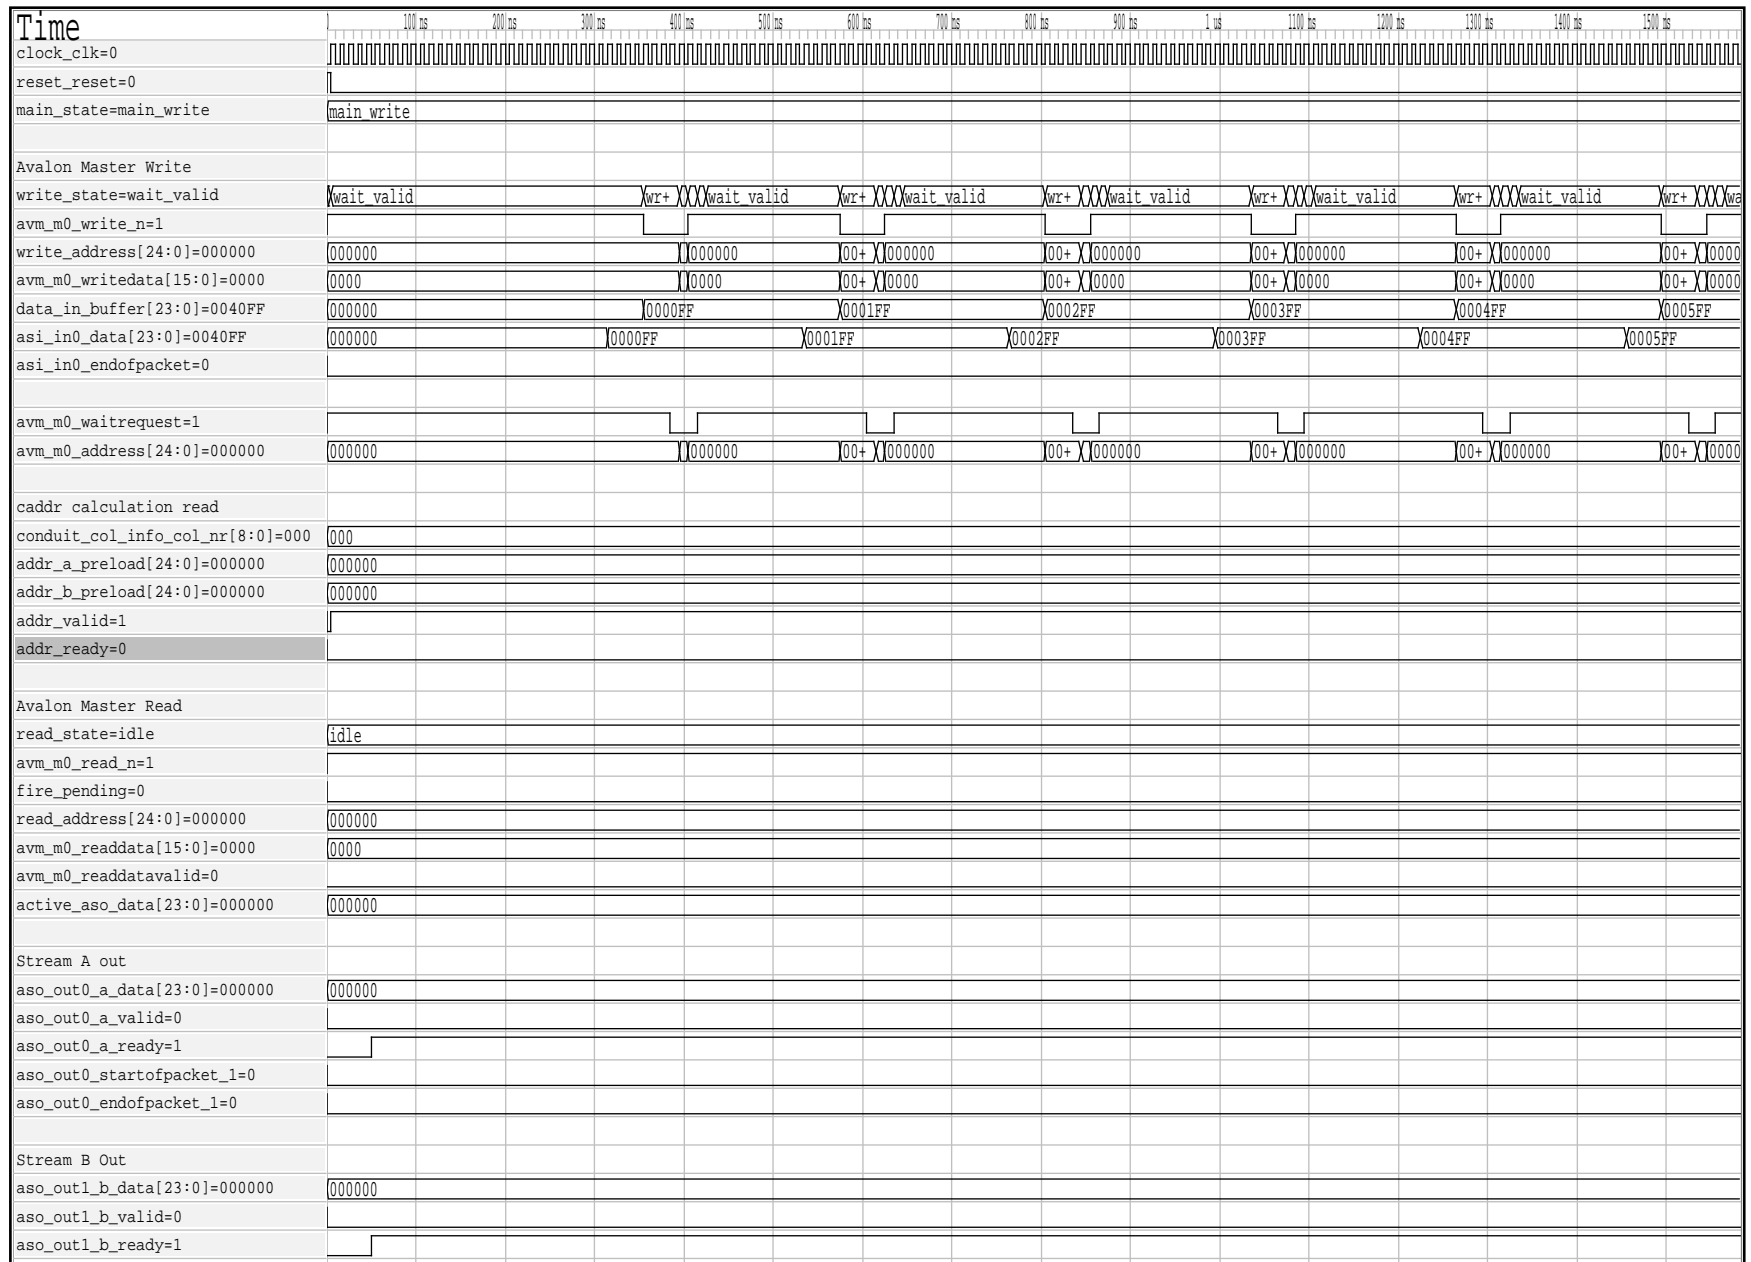 Time 100 ns 200 ns 300 ns 400 ns 500 ns 600 ns 700 ns 800 ns 900 ns 1 us 1100 ns 1200 ns 1300 ns 1400 ns 1500 ns
clock_clk=0
reset_reset=0
main_state=main_write main_write
Avalon Master Write
write_state=wait_valid wait_valid wr+ wait_valid wr+ wait_valid wr+ wait_valid wr+ wait_valid wr+ wait_valid wr+ wa
avm_m0_write_n=1
write_address[24:0]=000000 000000 000000 00+ 000000 00+ 000000 00+ 000000 00+ 000000 00+ 0000
avm_m0_writedata[15:0]=0000 0000 0000 00+ 0000 00+ 0000 00+ 0000 00+ 0000 00+ 0000
data_in_buffer[23:0]=0040FF 000000 0000FF 0001FF 0002FF 0003FF 0004FF 0005FF
asi_in0_data[23:0]=0040FF 000000 0000FF 0001FF 0002FF 0003FF 0004FF 0005FF
asi_in0_endofpacket=0
avm_m0_waitrequest=1
avm_m0_address[24:0]=000000 000000 000000 00+ 000000 00+ 000000 00+ 000000 00+ 000000 00+ 0000
caddr calculation read
conduit_col_info_col_nr[8:0]=000 000
addr_a_preload[24:0]=000000 000000
addr_b_preload[24:0]=000000 000000
addr_valid=1
addr_ready=0
Avalon Master Read
read_state=idle idle
avm_m0_read_n=1
fire_pending=0
read_address[24:0]=000000 000000
avm_m0_readdata[15:0]=0000 0000
avm_m0_readdatavalid=0
active_aso_data[23:0]=000000 000000
Stream A out
aso_out0_a_data[23:0]=000000 000000
aso_out0_a_valid=0
aso_out0_a_ready=1
aso_out0_startofpacket_1=0
aso_out0_endofpacket_1=0
Stream B Out
aso_out1_b_data[23:0]=000000 000000
aso_out1_b_valid=0
aso_out1_b_ready=1